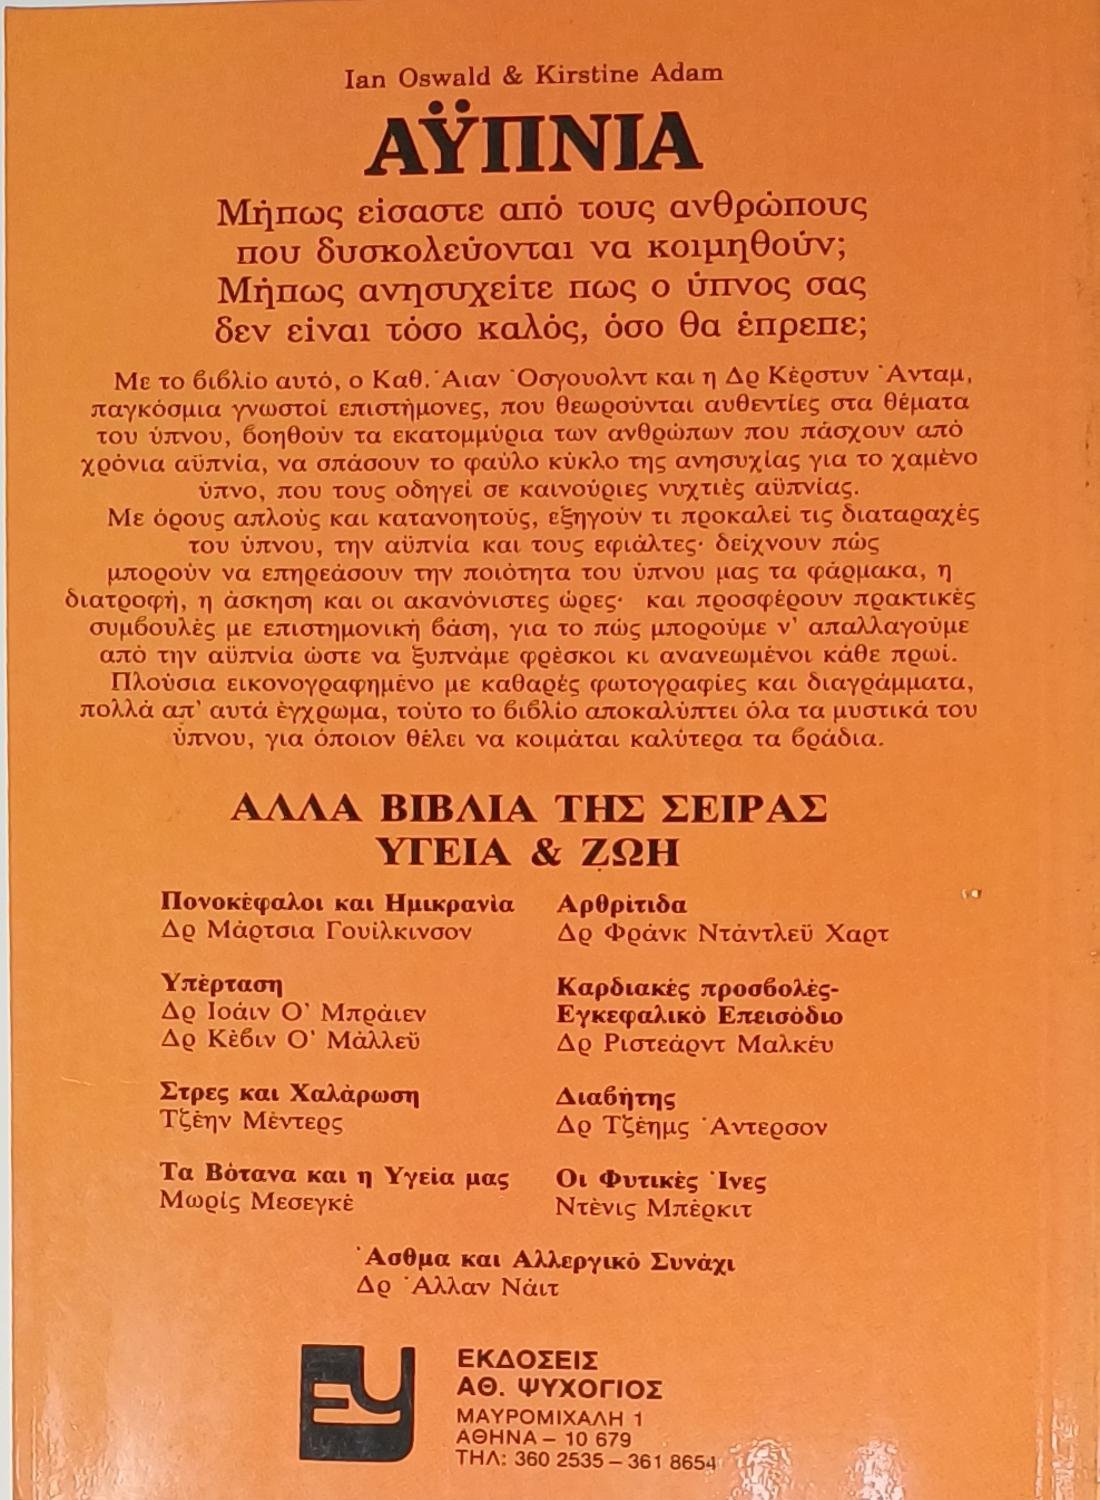 Ian Oswald & Kirstine Adam
ΑΫΠΝΙΑ
Μήπως είσαστε από τους ανθρώπους
που δυσκολεύονται να κοιμηθούν;
Μήπως ανησυχείτε πως ο ύπνος σας
δεν είναι τόσο καλός, όσο θα έπρεπε;
Με το βιβλίο αυτό, ο Καθ. Άιαν Όσγουολντ και η Δρ Κέρστυν Άνταμ,
παγκόσμια γνωστοί επιστήμονες, που θεωρούνται αυθεντίες στα θέματα
του ύπνου, βοηθούν τα εκατομμύρια των ανθρώπων που πάσχουν από
χρόνια αϋπνία, να σπάσουν το φαύλο κύκλο της ανησυχίας για το χαμένο
ύπνο, που τους οδηγεί σε καινούριες νυχτιές αϋπνίας.
Με όρους απλούς και κατανοητούς, εξηγούν τι προκαλεί τις διαταραχές
του ύπνου, την αϋπνία και τους εφιάλτες· δείχνουν πώς
μπορούν να επηρεάσουν την ποιότητα του ύπνου μας τα φάρμακα, η
διατροφή, η άσκηση και οι ακανόνιστες ώρες· και προσφέρουν πρακτικές
συμβουλές με επιστημονική βάση, για το πώς μπορούμε ν' απαλλαγούμε
από την αϋπνία ώστε να ξυπνάμε φρέσκοι κι ανανεωμένοι κάθε πρωί.
Πλούσια εικονογραφημένο με καθαρές φωτογραφίες και διαγράμματα,
πολλά απ' αυτά έγχρωμα, τούτο το βιβλίο αποκαλύπτει όλα τα μυστικά του
ύπνου, για όποιον θέλει να κοιμάται καλύτερα τα βράδια.
ΑΛΛΑ ΒΙΒΛΙΑ ΤΗΣ ΣΕΙΡΑΣ
ΥΓΕΙΑ & ΖΩΗ
Πονοκέφαλοι και Ημικρανία
Δρ Μάρτσια Γουίλκινσον
Υπέρταση
Δρ Ιοάιν Ο' Μπράιεν
Δρ Κέβιν Ο' Μάλλεϋ
Στρες και Χαλάρωση
Τζέην Μέντερς
Τα Βότανα και η Υγεία μας
Μωρίς Μεσεγκέ
Αρθρίτιδα
Δρ Φράνκ Ντάντλεϋ Χαρτ
Καρδιακές προσβολές-
Εγκεφαλικό Επεισόδιο
Δρ Ριστεάρντ Μαλκέυ
Διαβήτης
Δρ Τζέημς Άντερσον
Οι Φυτικές Ίνες
Ντένις Μπέρκιτ
Άσθμα και Αλλεργικό Συνάχι
Δρ Άλλαν Νάιτ
ΕΨ
ΕΚΔΟΣΕΙΣ
ΑΘ. ΨΥΧΟΓΙΟΣ
ΜΑΥΡΟΜΙΧΑΛΗ 1
ΑΘΗΝΑ – 10 679
ΤΗΛ: 360 2535 – 361 8654